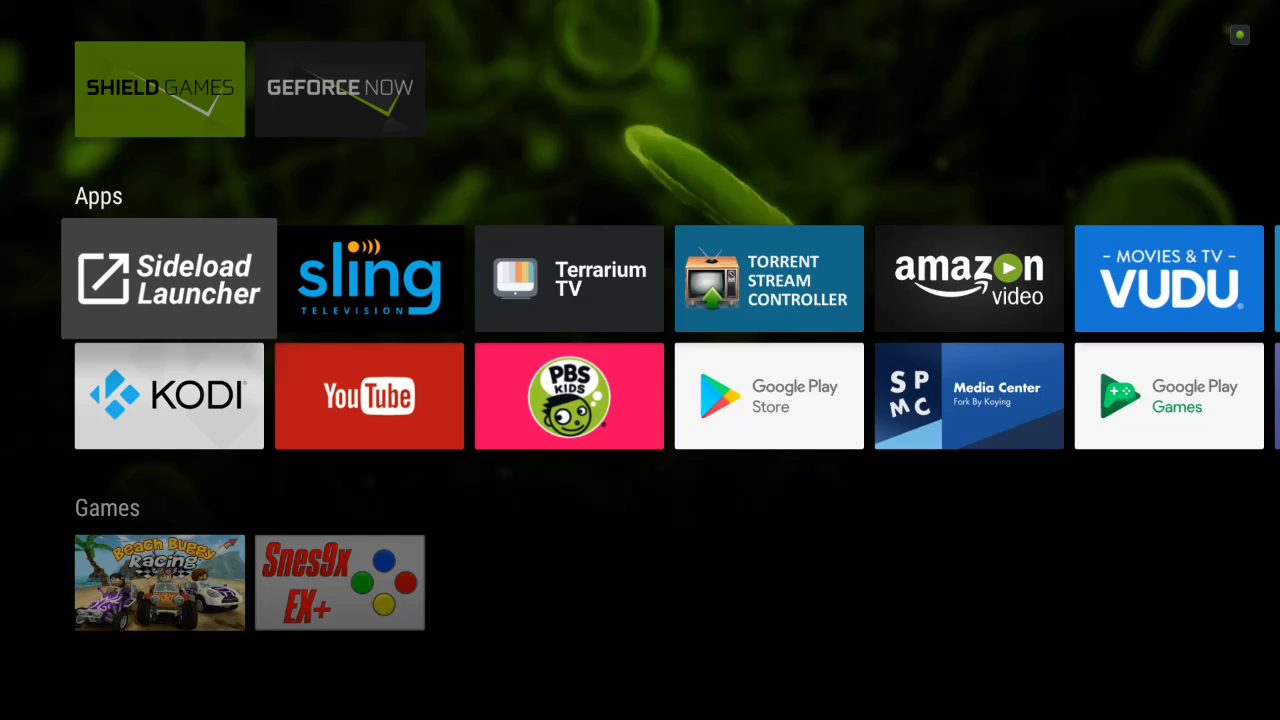 SHIELD GAMES
GEFORCE NOW
Apps
Sideload
Launcher
sling
TELEVISION
Terrarium
TV
TORRENT
STREAM
CONTROLLER
amazon
video
- MOVIES & TV -
VUDU®
KODI
YouTube
PBS
KIDS
Google Play
Store
SP
MC
Media Center
Fork By Koying
Google Play
Games
Games
Beach Buggy
Racing
Snes9x
EX+